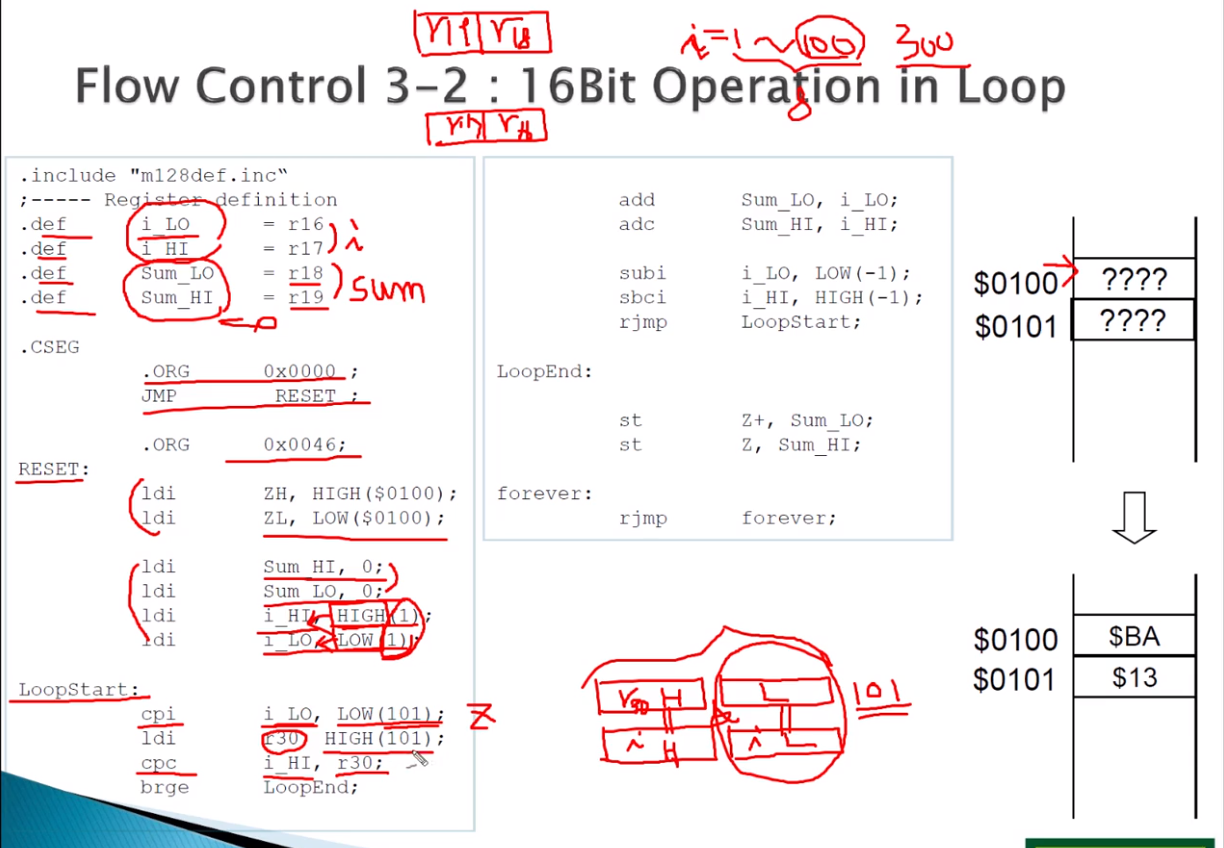 i=1~100 300
Flow Control 3-2 : 16Bit Operation in Loop
.include "m128def.inc“
;----- Register definition
.def i_LO = r16
.def i_HI = r17
i
.def Sum_LO = r18
.def Sum_HI = r19
sum
.CSEG
.ORG 0x0000 ;
JMP RESET ;
.ORG 0x0046;
RESET:
ldi ZH, HIGH($0100);
ldi ZL, LOW($0100);
ldi Sum_HI, 0;
ldi Sum_LO, 0;
ldi i_HI, HIGH(1);
ldi i_LO, LOW(1);
LoopStart:
cpi i_LO, LOW(101);
Z
ldi r30, HIGH(101);
cpc i_HI, r30;
brge LoopEnd;
add Sum_LO, i_LO;
adc Sum_HI, i_HI;
subi i_LO, LOW(-1);
sbci i_HI, HIGH(-1);
rjmp LoopStart;
LoopEnd:
st Z+, Sum_LO;
st Z, Sum_HI;
forever:
rjmp forever;
$0100 ????
$0101 ????
$0100 $BA
$0101 $13
r30 H L 101
i H i L